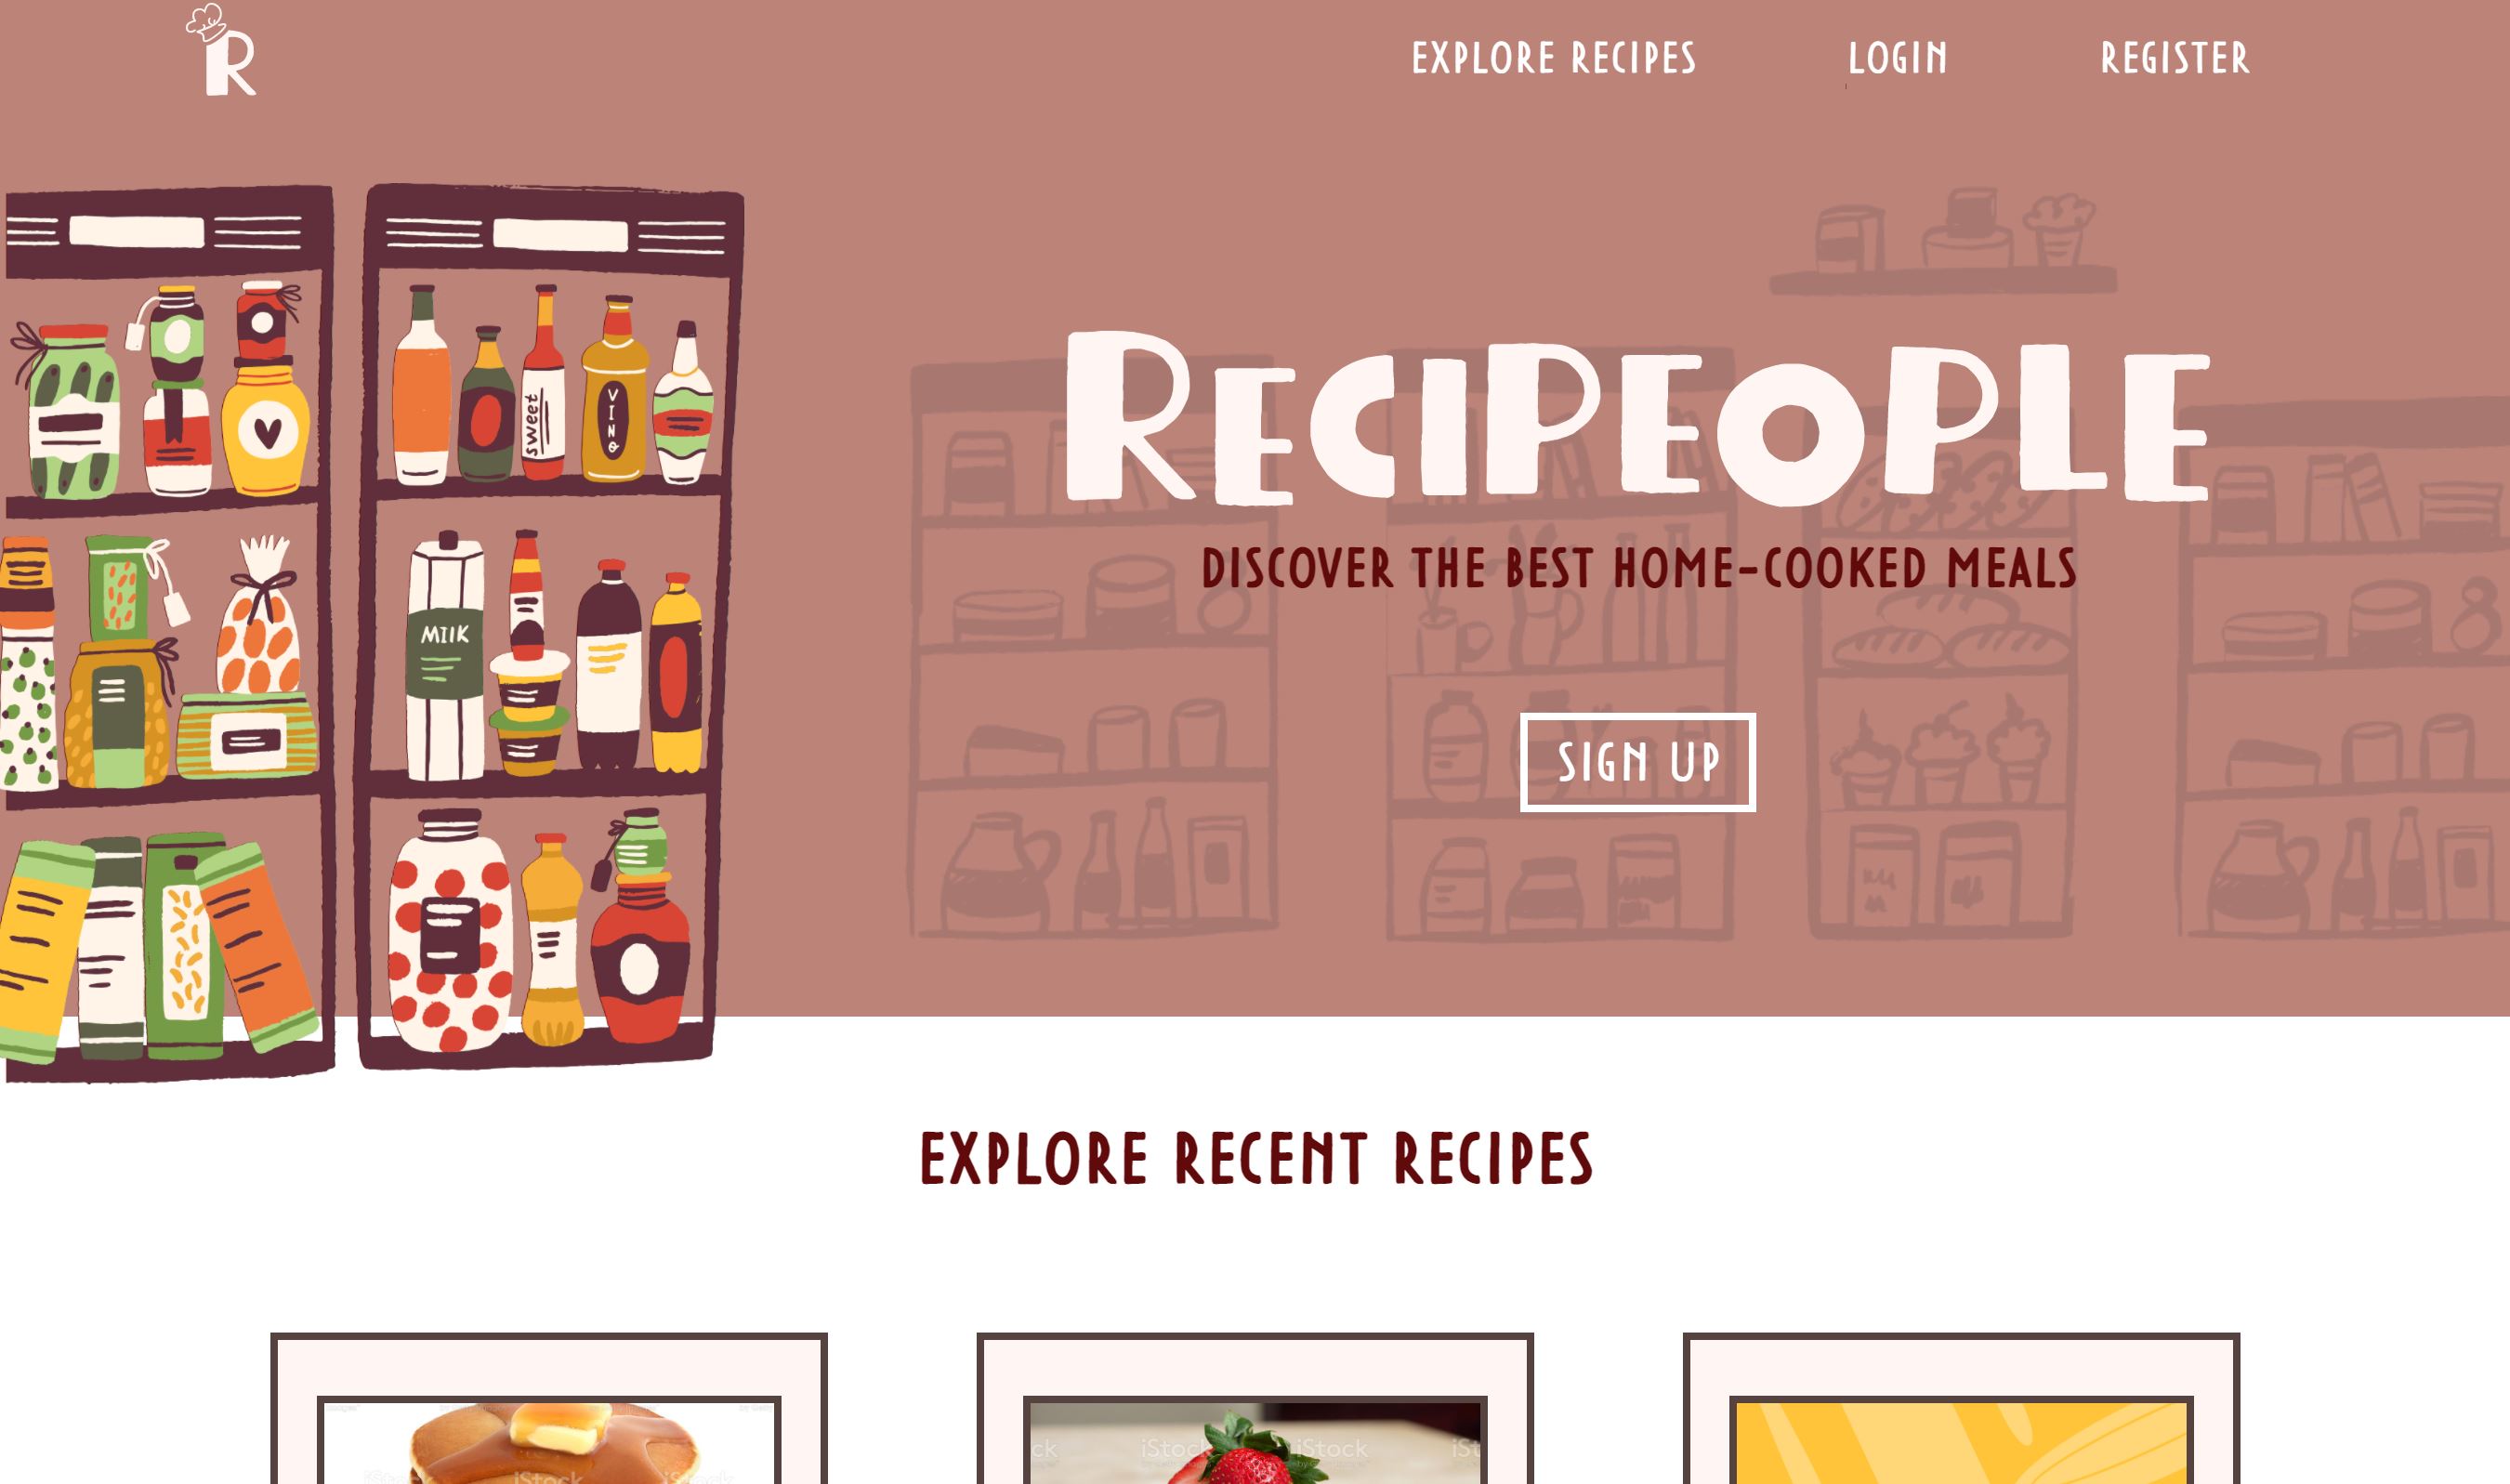 R
EXPLORE RECIPES
LOGIN
REGISTER
sweet
VINO
MILK
RECIPEOPLE
DISCOVER THE BEST HOME-COOKED MEALS
SIGN UP
EXPLORE RECENT RECIPES
iStock
iStock
iStock
iStock
iStock